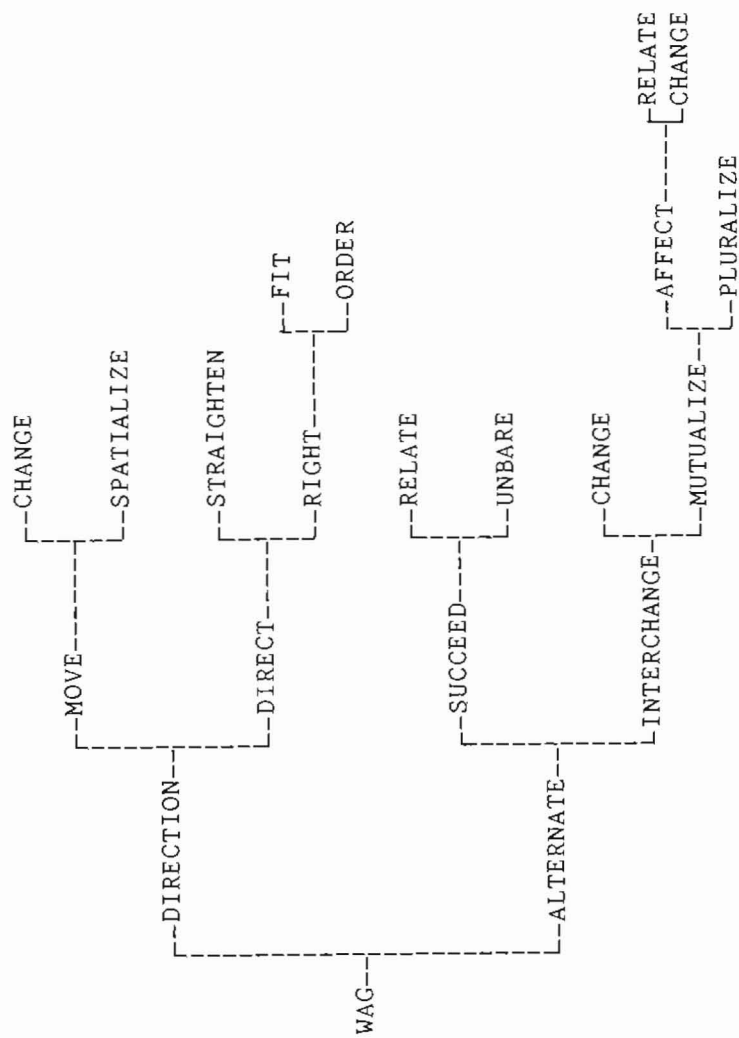 WAG
DIRECTION
MOVE
CHANGE
SPATIALIZE
DIRECT
STRAIGHTEN
RIGHT
FIT
ORDER
ALTERNATE
SUCCEED
RELATE
UNBARE
INTERCHANGE
CHANGE
MUTUALIZE
AFFECT
RELATE
CHANGE
PLURALIZE